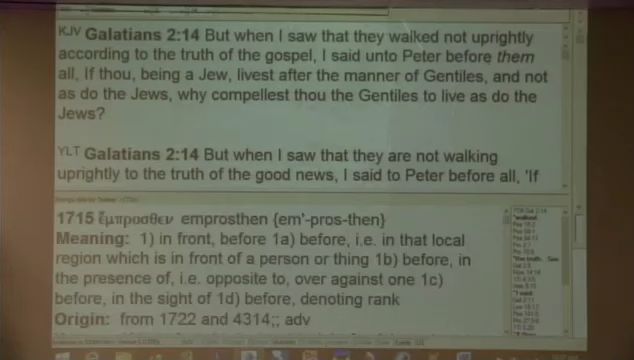 KJV Galatians 2:14 But when I saw that they walked not uprightly
according to the truth of the gospel, I said unto Peter before them
all, If thou, being a Jew, livest after the manner of Gentiles, and not
as do the Jews, why compellest thou the Gentiles to live as do the
Jews?
YLT Galatians 2:14 But when I saw that they are not walking
uprightly to the truth of the good news, I said to Peter before all, 'If
1715 ἔμπροσθεν emprosthen {em'-pros-then}
Meaning: 1) in front, before 1a) before, i.e. in that local
region which is in front of a person or thing 1b) before, in
the presence of, i.e. opposite to, over against one 1c)
before, in the sight of 1d) before, denoting rank
Origin: from 1722 and 4314;; adv